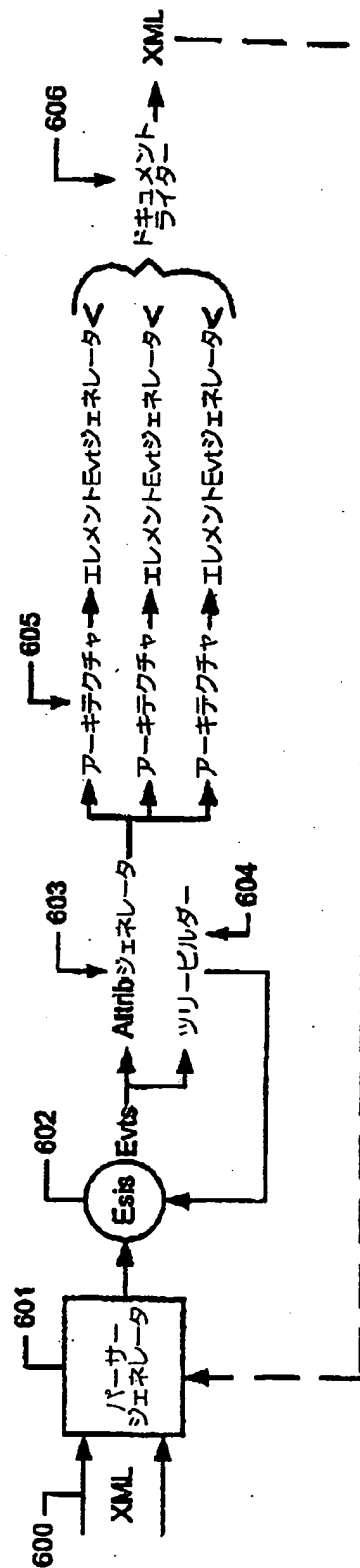 600
XML
601
パーサー
ジェネレータ
602
Esis
Evts
603
Attribジェネレータ
ツリービルダー
604
605
アーキテクチャ
エレメントEvtジェネレータ
アーキテクチャ
エレメントEvtジェネレータ
アーキテクチャ
エレメントEvtジェネレータ
606
ドキュメント
ライター
XML